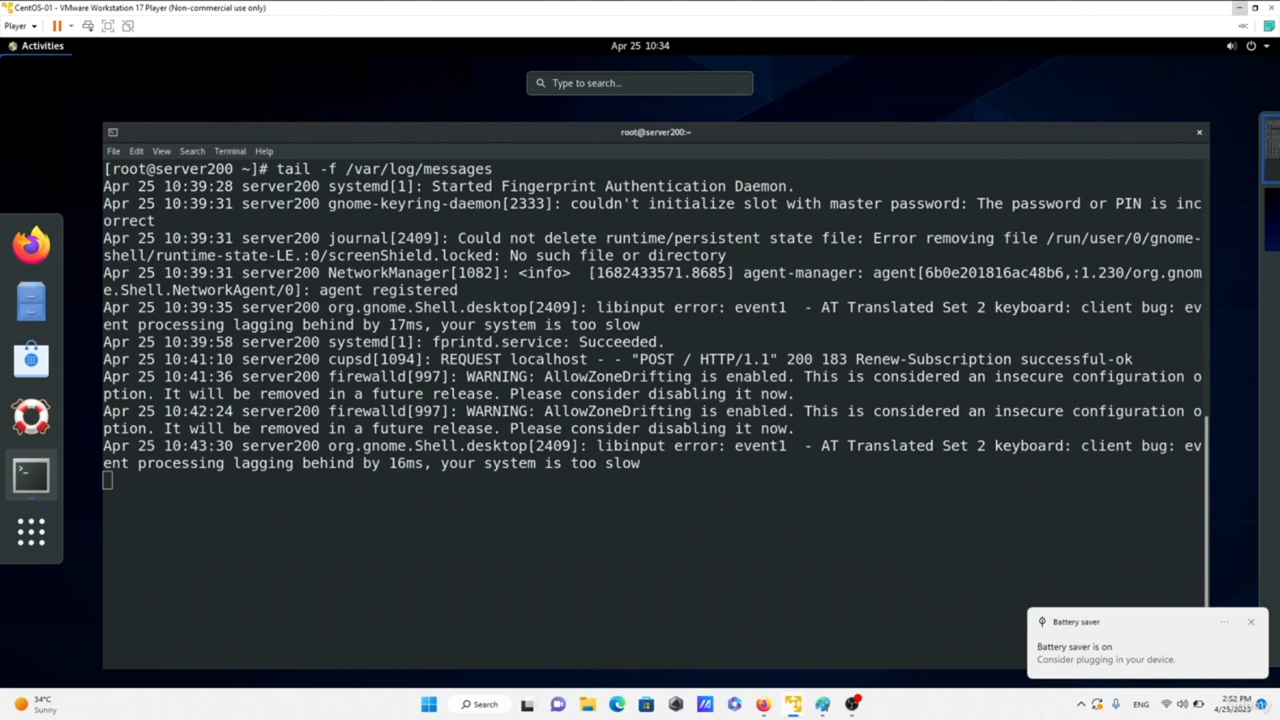 CentOS-01 - VMware Workstation 17 Player (Non-commercial use only)
Player
Activities
Apr 25 10:34
Type to search...
root@server200:~
File Edit View Search Terminal Help
[root@server200 ~]# tail -f /var/log/messages
Apr 25 10:39:28 server200 systemd[1]: Started Fingerprint Authentication Daemon.
Apr 25 10:39:31 server200 gnome-keyring-daemon[2333]: couldn't initialize slot with master password: The password or PIN is inc
orrect
Apr 25 10:39:31 server200 journal[2409]: Could not delete runtime/persistent state file: Error removing file /run/user/0/gnome-
shell/runtime-state-LE.:0/screenShield.locked: No such file or directory
Apr 25 10:39:31 server200 NetworkManager[1082]: <info>  [1682433571.8685] agent-manager: agent[6b0e201816ac48b6,:1.230/org.gnom
e.Shell.NetworkAgent/0]: agent registered
Apr 25 10:39:35 server200 org.gnome.Shell.desktop[2409]: libinput error: event1  - AT Translated Set 2 keyboard: client bug: ev
ent processing lagging behind by 17ms, your system is too slow
Apr 25 10:39:58 server200 systemd[1]: fprintd.service: Succeeded.
Apr 25 10:41:10 server200 cupsd[1094]: REQUEST localhost - - "POST / HTTP/1.1" 200 183 Renew-Subscription successful-ok
Apr 25 10:41:36 server200 firewalld[997]: WARNING: AllowZoneDrifting is enabled. This is considered an insecure configuration o
ption. It will be removed in a future release. Please consider disabling it now.
Apr 25 10:42:24 server200 firewalld[997]: WARNING: AllowZoneDrifting is enabled. This is considered an insecure configuration o
ption. It will be removed in a future release. Please consider disabling it now.
Apr 25 10:43:30 server200 org.gnome.Shell.desktop[2409]: libinput error: event1  - AT Translated Set 2 keyboard: client bug: ev
ent processing lagging behind by 16ms, your system is too slow
Battery saver
Battery saver is on
Consider plugging in your device.
34°C
Sunny
Search
ENG
2:52 PM
4/25/2023